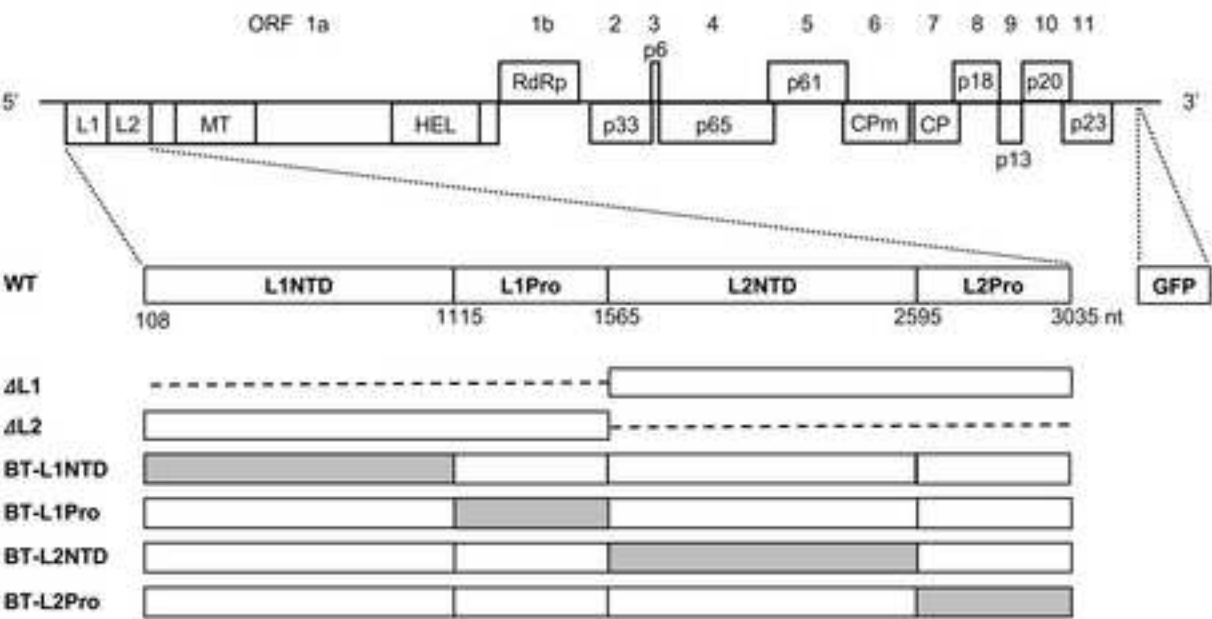 ORF 1a 1b 2 3 4 5 6 7 8 9 10 11
p6
RdRp p61 p18 p20
5' 3'
L1 L2 MT HEL p33 p65 CPm CP p23
p13
WT L1NTD L1Pro L2NTD L2Pro GFP
108 1115 1565 2595 3035 nt
ΔL1
ΔL2
BT-L1NTD
BT-L1Pro
BT-L2NTD
BT-L2Pro